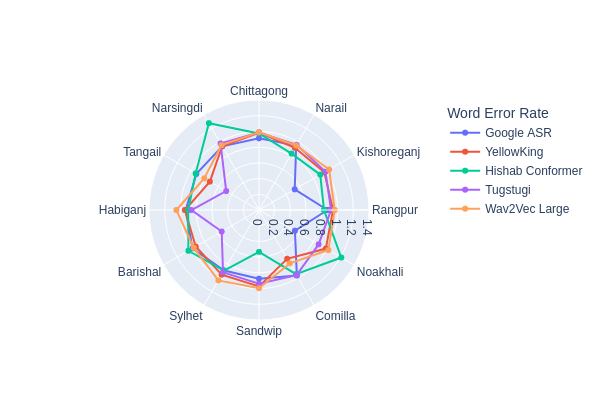 Chittagong
Narsingdi
Narail
Tangail
Kishoreganj
Habiganj
Rangpur
Barishal
Noakhali
Sylhet
Comilla
Sandwip
0
0.2
0.4
0.6
0.8
1
1.2
1.4
Word Error Rate
Google ASR
YellowKing
Hishab Conformer
Tugstugi
Wav2Vec Large